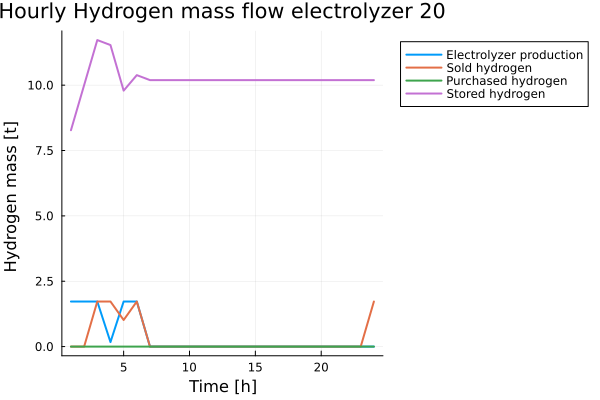 Hourly Hydrogen mass flow electrolyzer 20
Electrolyzer production
Sold hydrogen
Purchased hydrogen
Stored hydrogen
Hydrogen mass [t]
10.0
7.5
5.0
2.5
0.0
5 10 15 20
Time [h]